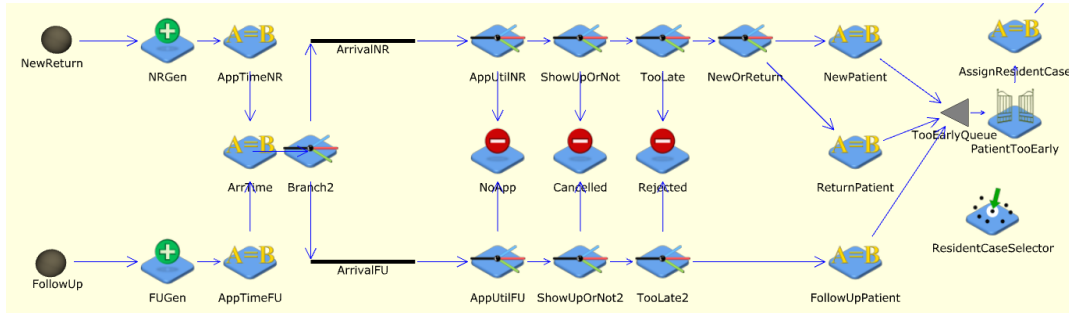 A=B
A=B
A=B
NewReturn
NRGen
AppTimeNR
ArrivalNR
AppUtilNR
ShowUpOrNot
TooLate
NewOrReturn
NewPatient
AssignResidentCase
A=B
A=B
TooEarlyQueue
PatientTooEarly
ArrTime
Branch2
NoApp
Cancelled
Rejected
ReturnPatient
ResidentCaseSelector
A=B
ArrivalFU
A=B
FollowUp
FUGen
AppTimeFU
AppUtilFU
ShowUpOrNot2
TooLate2
FollowUpPatient